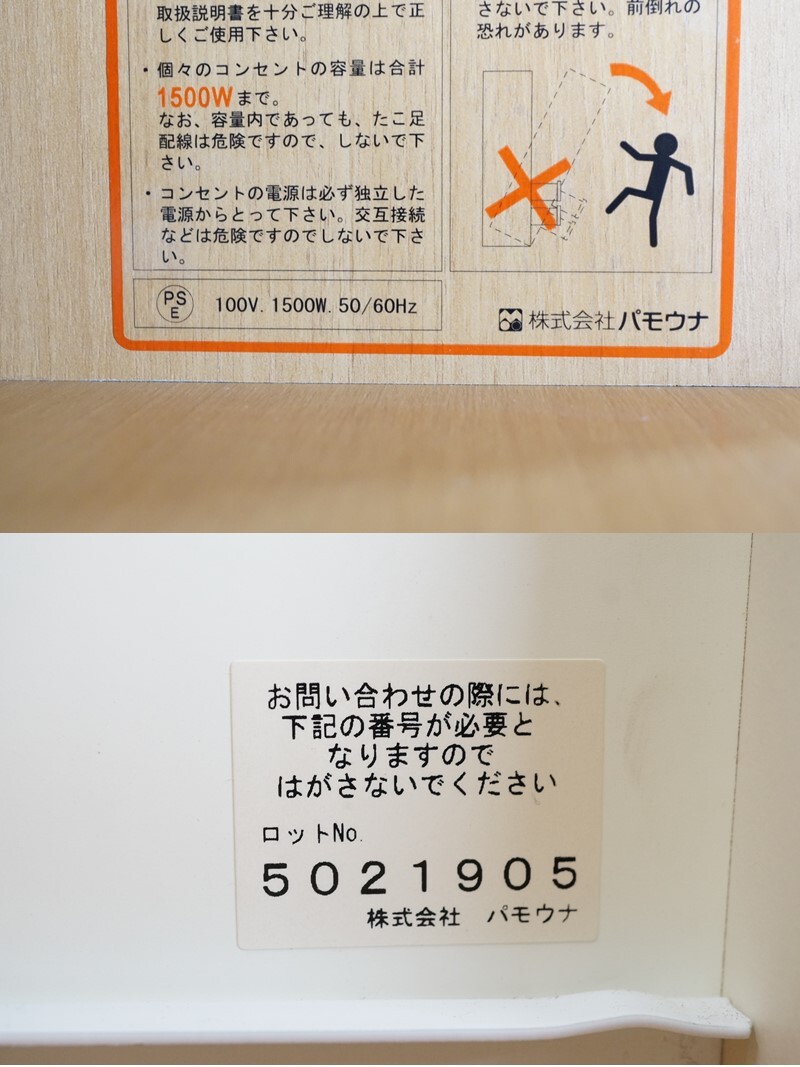 取扱説明書を十分ご理解の上で正
しくご使用下さい。
・個々のコンセントの容量は合計
1500Wまで。
なお、容量内であっても、たこ足
配線は危険ですので、しないで下
さい。
・コンセントの電源は必ず独立した
電源からとって下さい。交互接続
などは危険ですのでしないで下さ
い。
さないで下さい。前倒れの
恐れがあります。
PS
E
100V. 1500W. 50/60Hz
株式会社パモウナ
お問い合わせの際には、
下記の番号が必要と
なりますので
はがさないでください
ロットNo.
5021905
株式会社 パモウナ